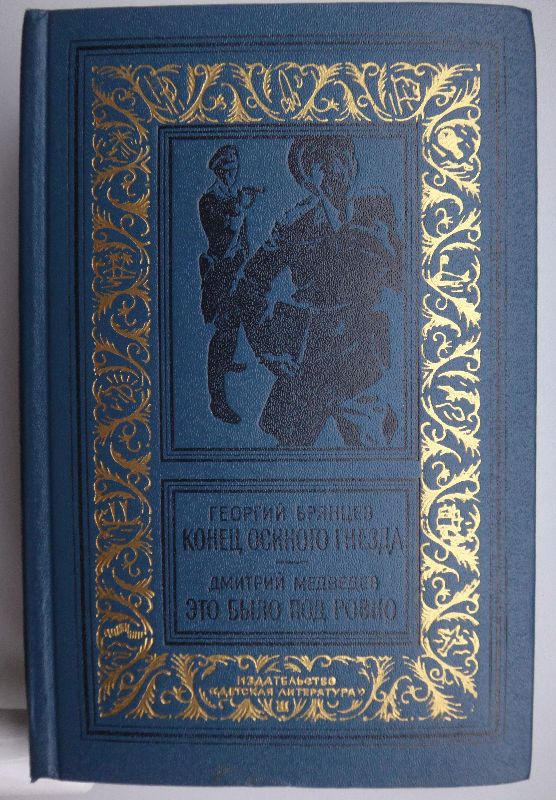 ГЕОРГИЙ БРЯНЦЕВ
КОНЕЦ ОСИНОГО ГНЕЗДА
ДМИТРИЙ МЕДВЕДЕВ
ЭТО БЫЛО ПОД РОВНО
ИЗДАТЕЛЬСТВО
«ДЕТСКАЯ ЛИТЕРАТУРА»